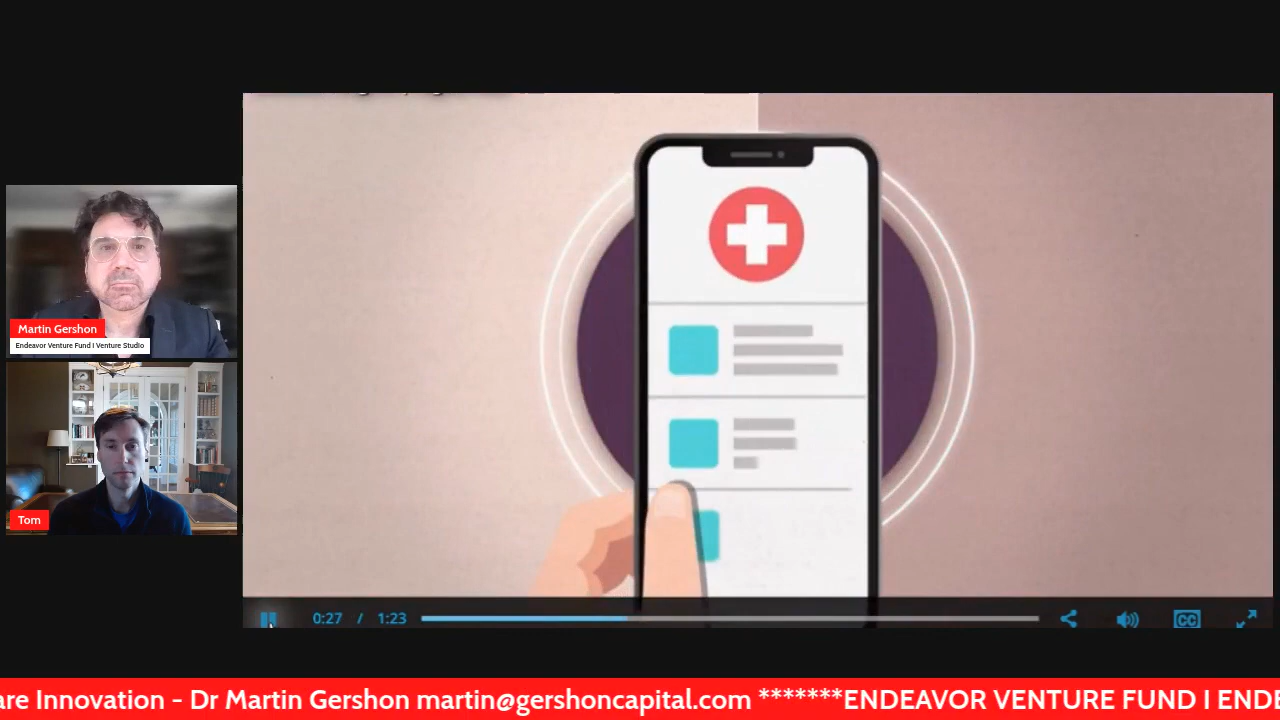 Martin Gershon
Endeavor Venture Fund I Venture Studio
Tom
0:27 / 1:23
CC
are Innovation - Dr Martin Gershon martin@gershoncapital.com *******ENDEAVOR VENTURE FUND I ENDE